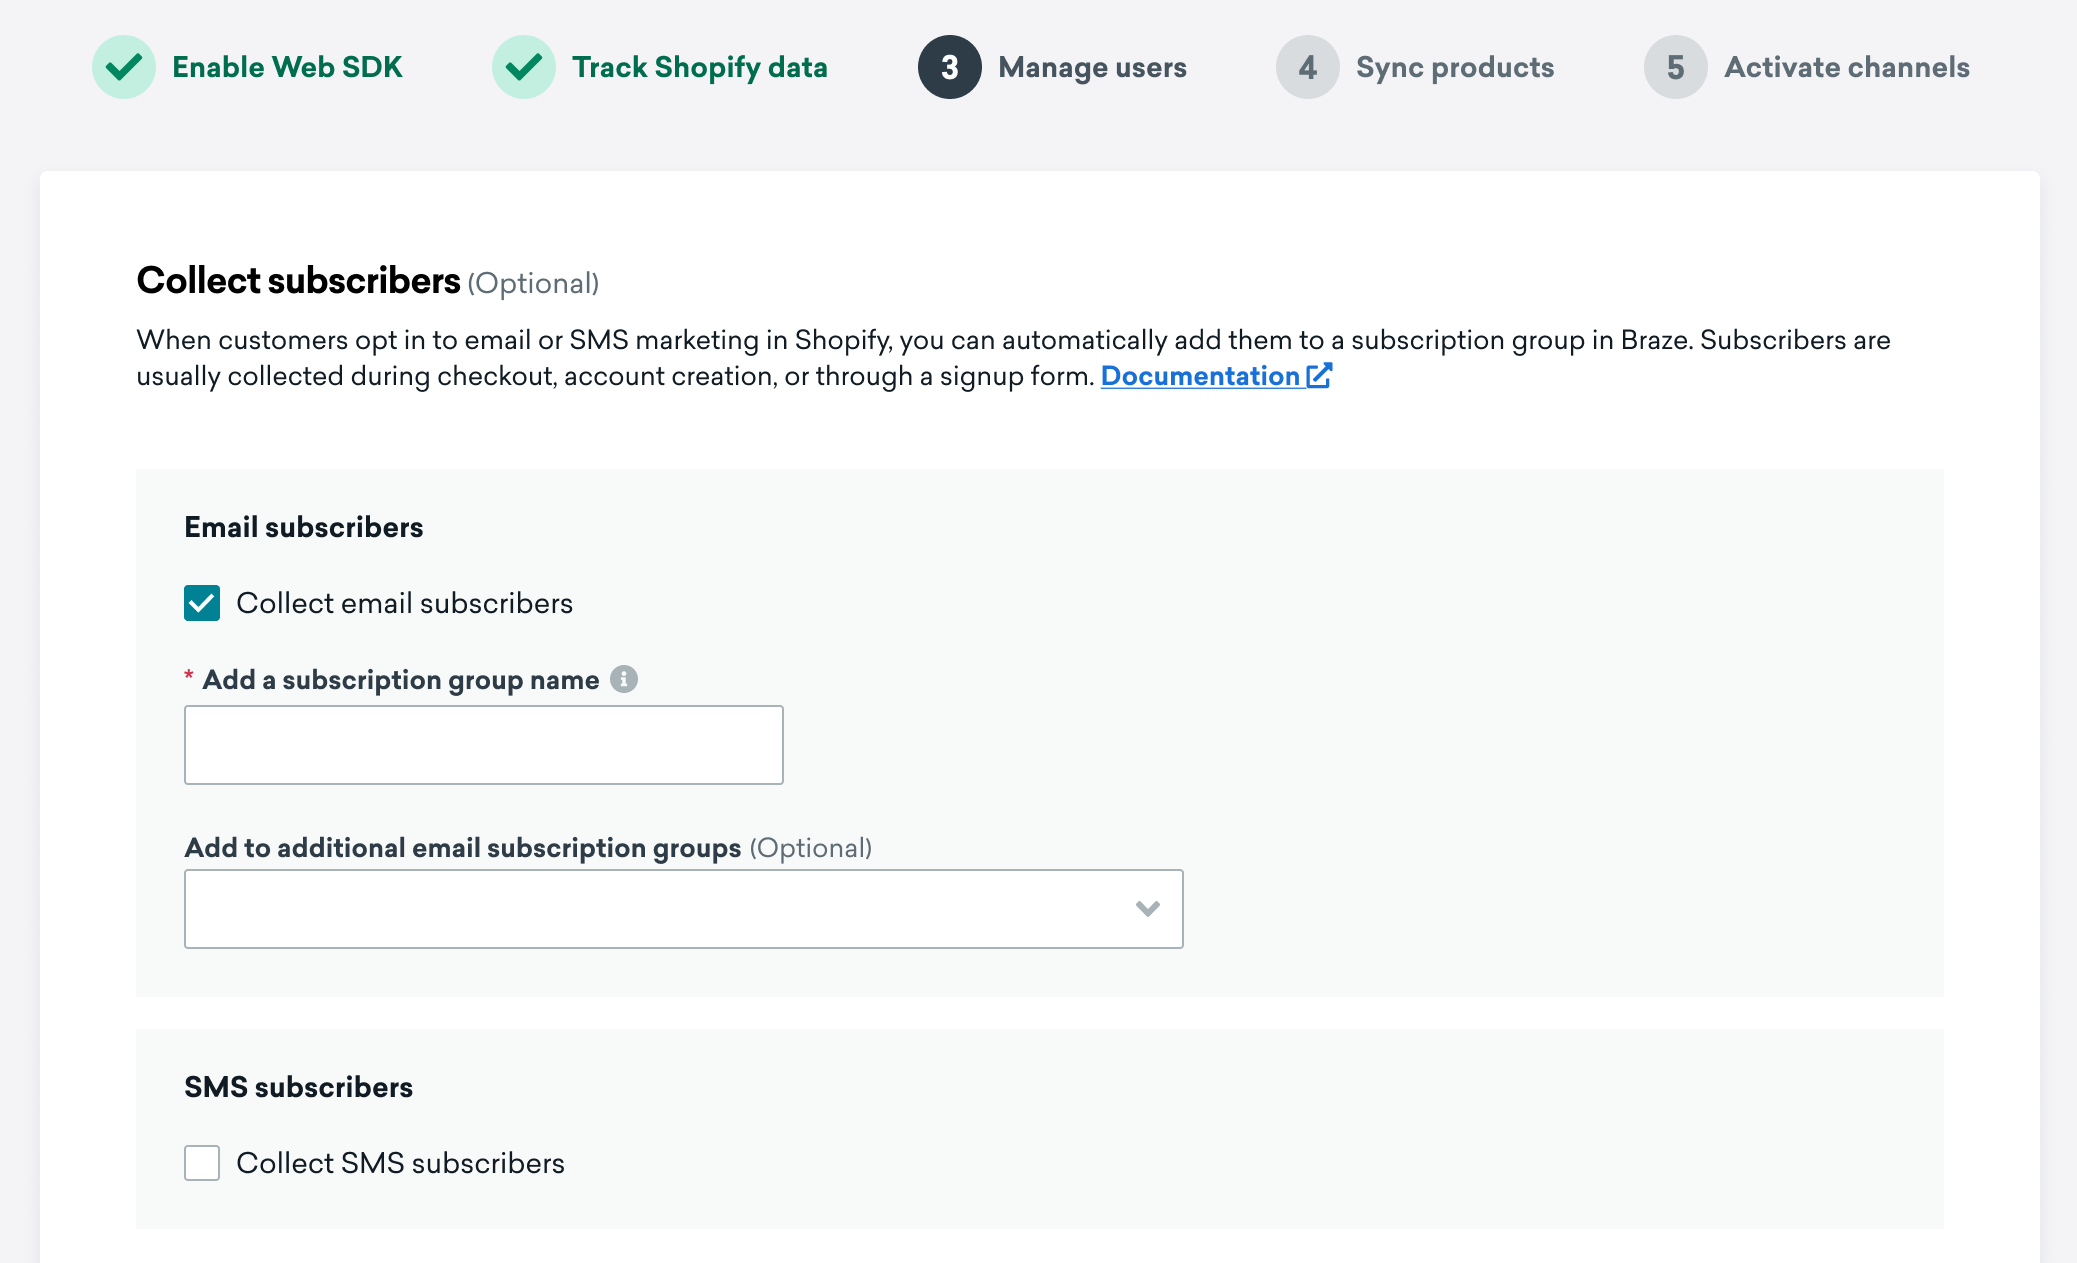 Enable Web SDK
Track Shopify data
3 Manage users
4 Sync products
5 Activate channels
Collect subscribers (Optional)
When customers opt in to email or SMS marketing in Shopify, you can automatically add them to a subscription group in Braze. Subscribers are
usually collected during checkout, account creation, or through a signup form. Documentation
Email subscribers
Collect email subscribers
* Add a subscription group name
Add to additional email subscription groups (Optional)
SMS subscribers
Collect SMS subscribers